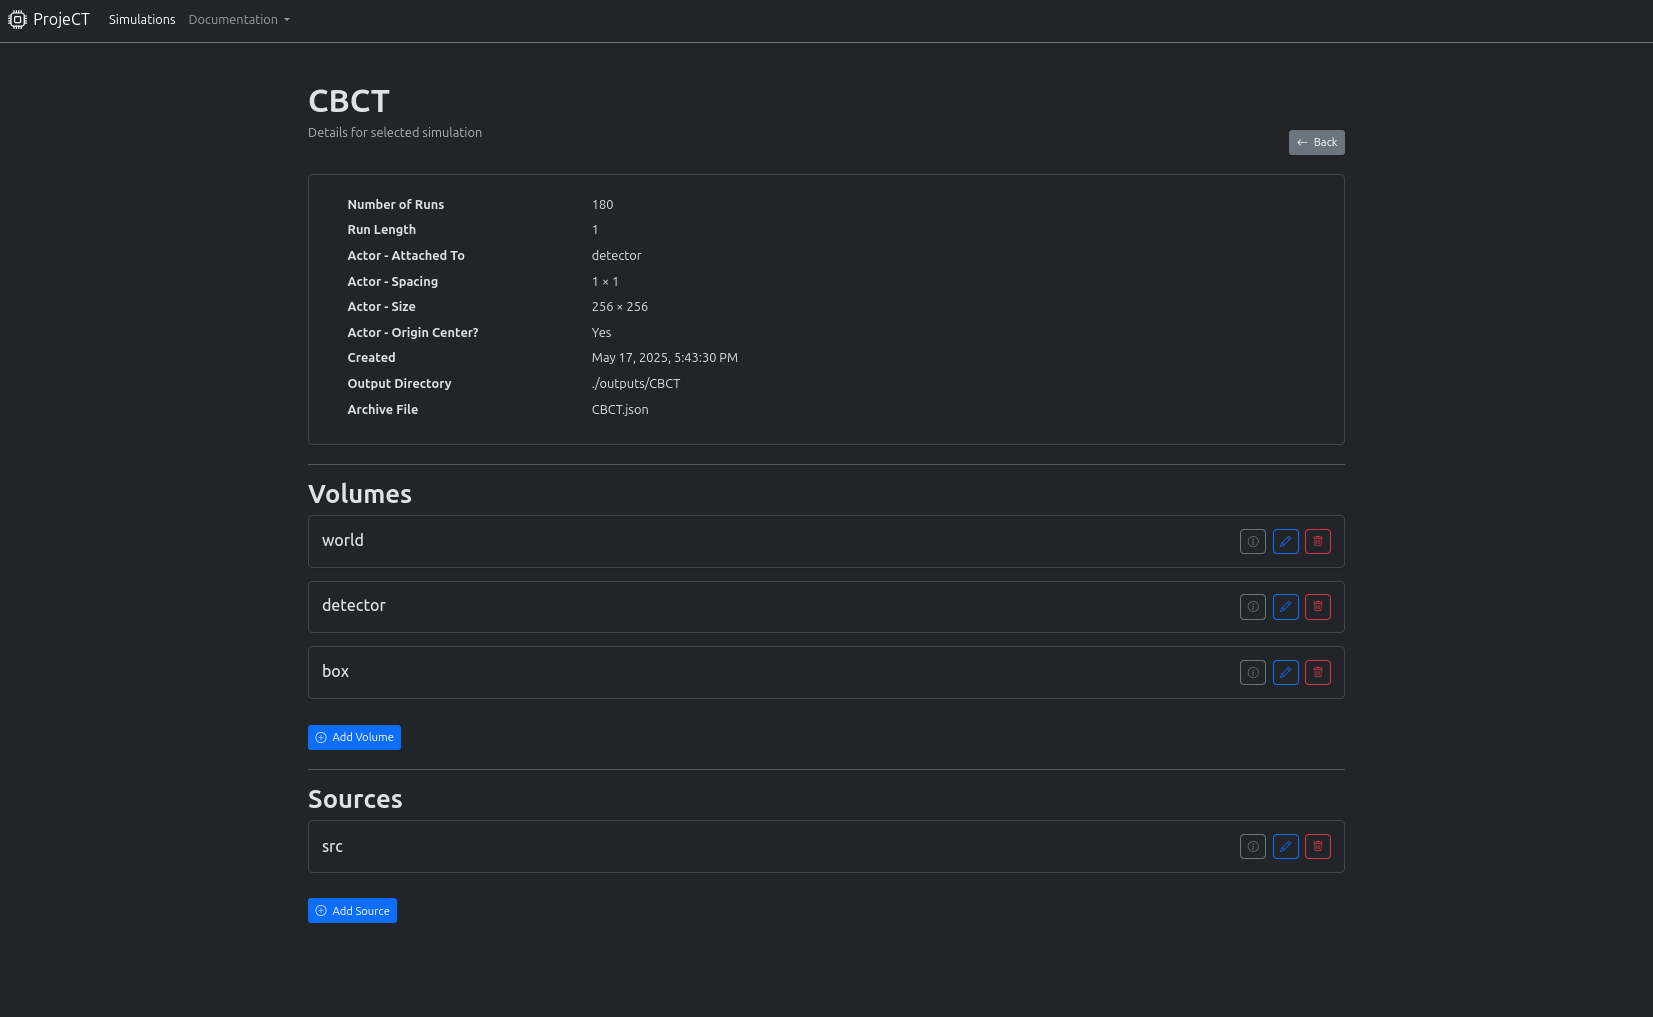 ProjeCT Simulations Documentation
CBCT
Details for selected simulation
Back
Number of Runs 180
Run Length 1
Actor - Attached To detector
Actor - Spacing 1 × 1
Actor - Size 256 × 256
Actor - Origin Center? Yes
Created May 17, 2025, 5:43:30 PM
Output Directory ./outputs/CBCT
Archive File CBCT.json
Volumes
world
detector
box
Add Volume
Sources
src
Add Source